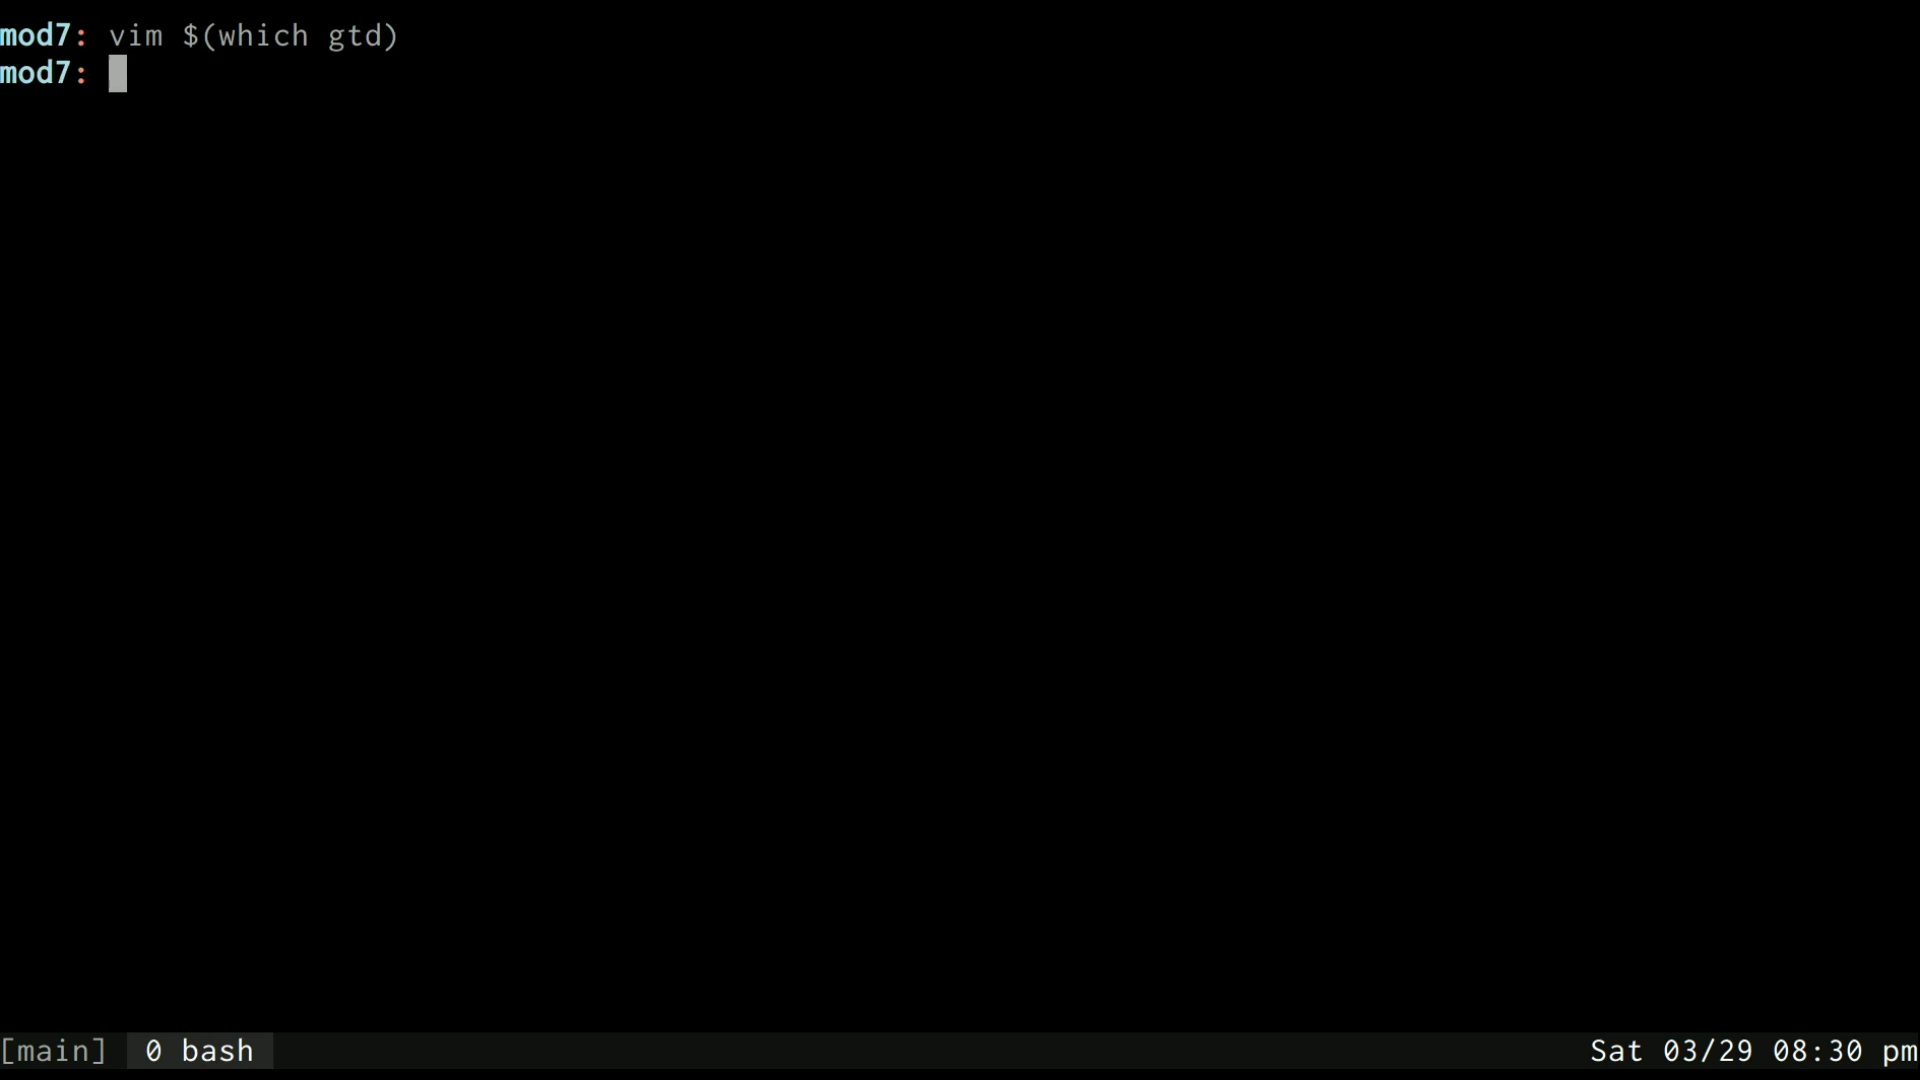 mod7: vim $(which gtd)
mod7:
[main] 0 bash Sat 03/29 08:30 pm